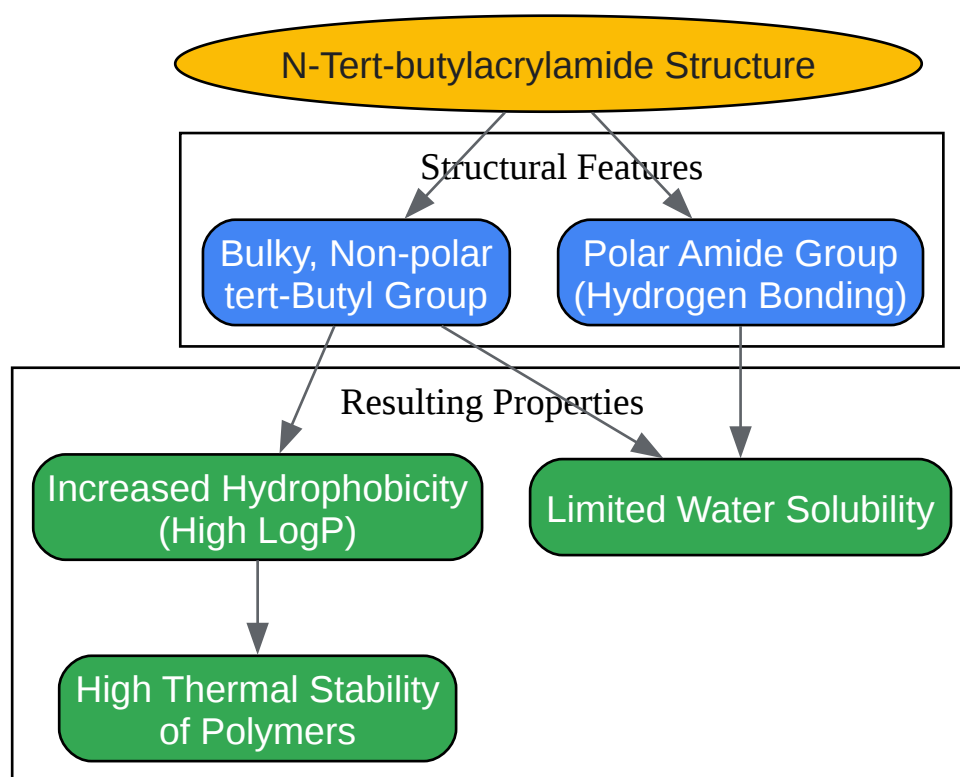 N-Tert-butylacrylamide Structure
Structural Features
Bulky, Non-polar
tert-Butyl Group
Polar Amide Group
(Hydrogen Bonding)
Resulting Properties
Increased Hydrophobicity
(High LogP)
Limited Water Solubility
High Thermal Stability
of Polymers